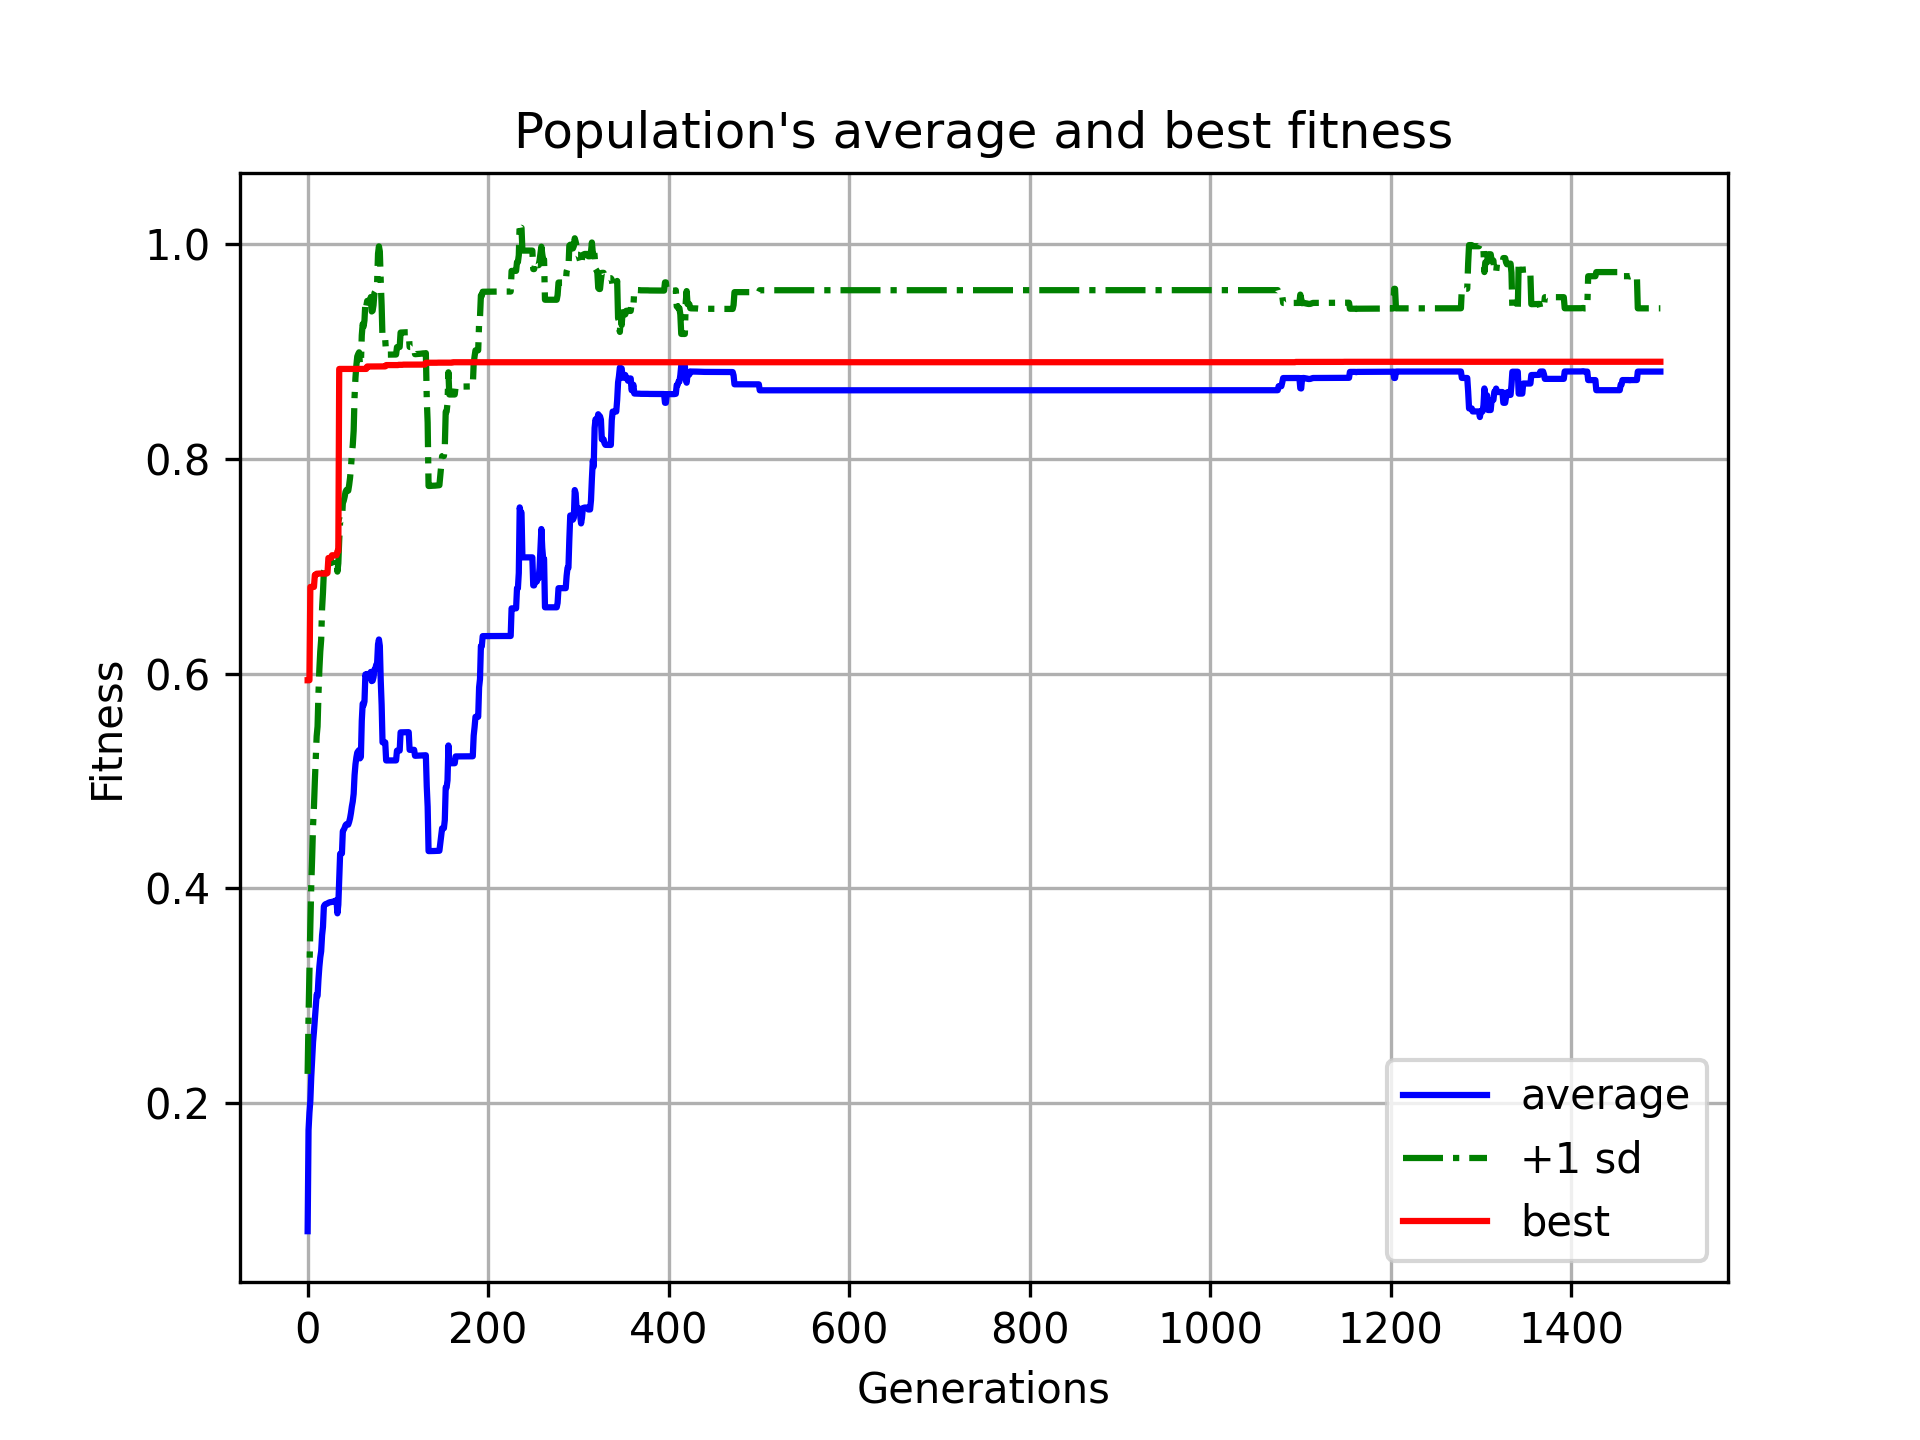 Population's average and best fitness
Fitness
1.0
0.8
0.6
0.4
0.2
0 200 400 600 800 1000 1200 1400
Generations
average
+1 sd
best